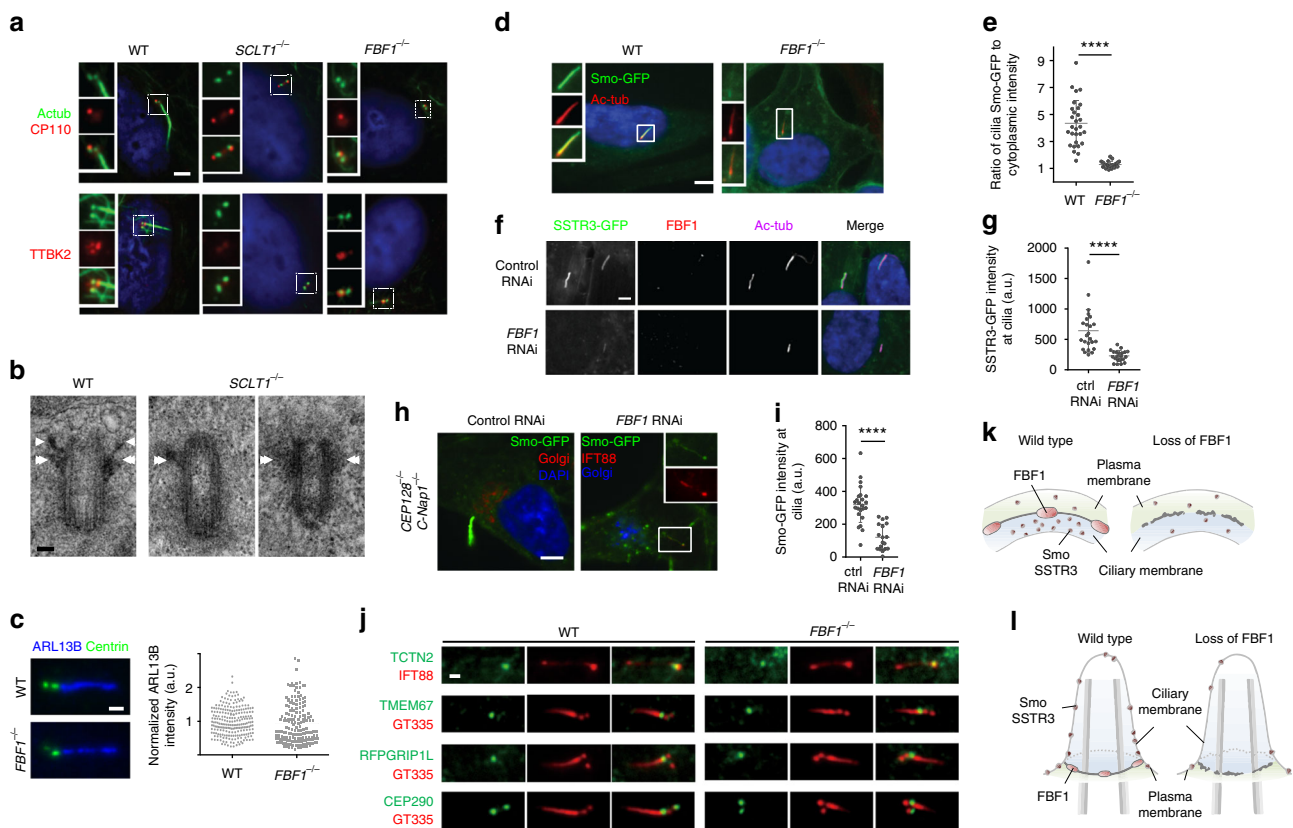 a
WT
SCLT1–/–
FBF1–/–
Actub
CP110
TTBK2
b
WT
SCLT1–/–
c
ARL13B Centrin
WT
FBF1–/–
Normalized ARL13B
intensity (a.u.)
2
1
WT
FBF1–/–
d
WT
FBF1–/–
Smo-GFP
Ac-tub
e
Ratio of cilia Smo-GFP to
cytoplasmic intensity
****
9
7
5
3
1
WT
FBF1–/–
f
SSTR3-GFP
FBF1
Ac-tub
Merge
Control
RNAi
FBF1
RNAi
g
SSTR3-GFP intensity
at cilia (a.u.)
****
2000
1500
1000
500
0
ctrl
RNAi
FBF1
RNAi
h
Control RNAi
FBF1 RNAi
CEP128–/–
C-Nap1–/–
Smo-GFP
Golgi
DAPI
Smo-GFP
IFT88
Golgi
i
Smo-GFP intensity at
cilia (a.u.)
****
800
600
400
200
0
ctrl
RNAi
FBF1
RNAi
j
WT
FBF1–/–
TCTN2
IFT88
TMEM67
GT335
RFPGRIP1L
GT335
CEP290
GT335
k
Wild type
Loss of FBF1
FBF1
Plasma
membrane
Smo
SSTR3
Ciliary membrane
l
Wild type
Loss of FBF1
Smo
SSTR3
Ciliary
membrane
FBF1
Plasma
membrane